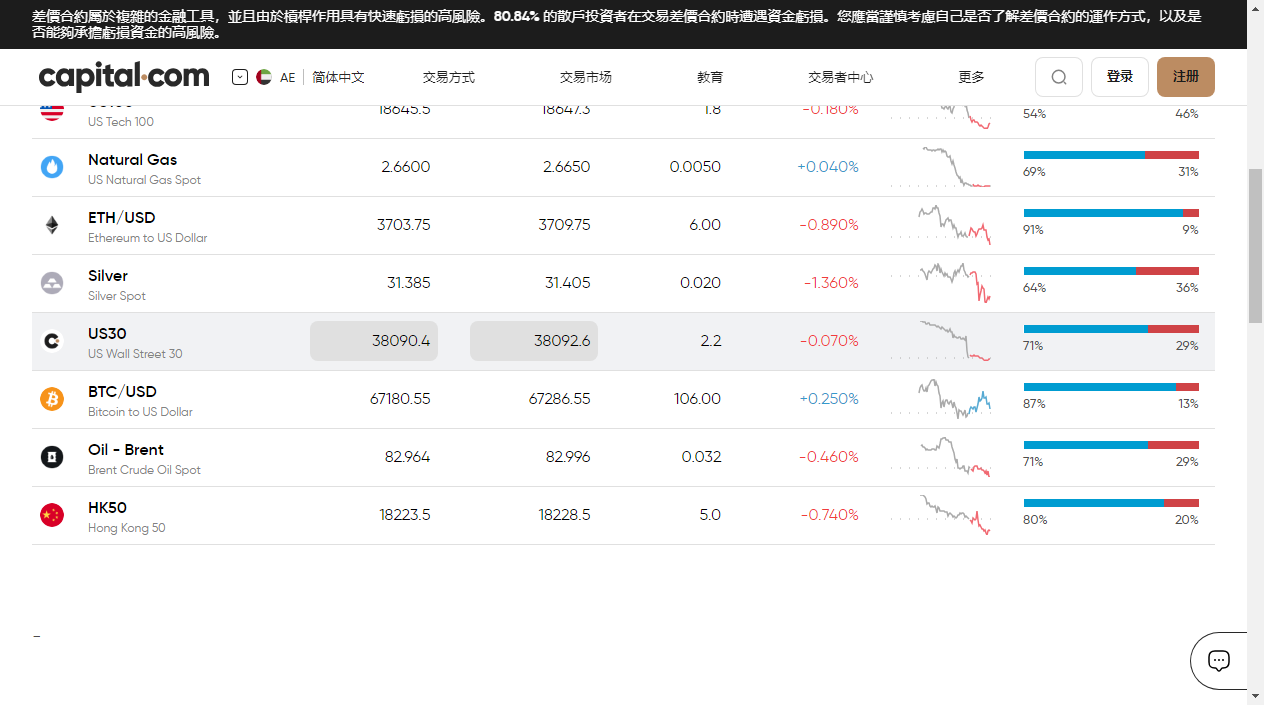 差價合約屬於複雜的金融工具，並且由於槓桿作用具有快速虧損的高風險。80.84% 的散戶投資者在交易差價合約時遭遇資金虧損。您應當謹慎考慮自己是否了解差價合約的運作方式，以及是
否能夠承擔虧損資金的高風險。
capital.com AE 简体中文 交易方式 交易市场 教育 交易者中心 更多 登录 注册
18645.5 18647.3 1.8 -0.180%
US Tech 100 54% 46%
Natural Gas 2.6600 2.6650 0.0050 +0.040%
US Natural Gas Spot 69% 31%
ETH/USD 3703.75 3709.75 6.00 -0.890%
Ethereum to US Dollar 91% 9%
Silver 31.385 31.405 0.020 -1.360%
Silver Spot 64% 36%
US30 38090.4 38092.6 2.2 -0.070%
US Wall Street 30 71% 29%
BTC/USD 67180.55 67286.55 106.00 +0.250%
Bitcoin to US Dollar 87% 13%
Oil - Brent 82.964 82.996 0.032 -0.460%
Brent Crude Oil Spot 71% 29%
HK50 18223.5 18228.5 5.0 -0.740%
Hong Kong 50 80% 20%
–